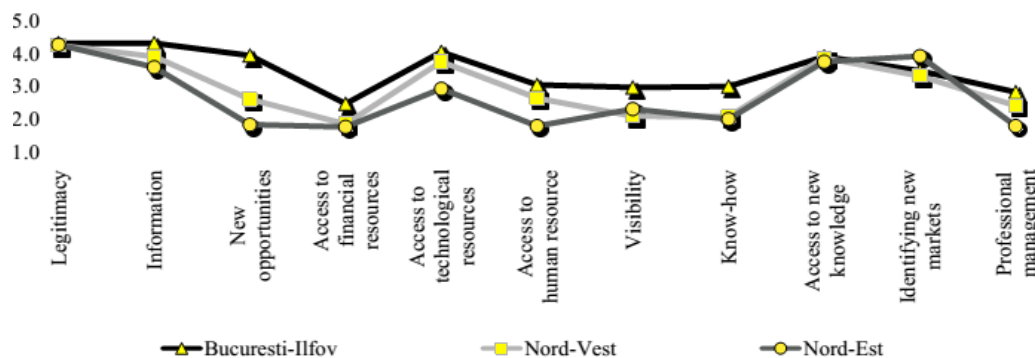 5.0
4.0
3.0
2.0
1.0
Legitimacy
Information
New
opportunities
Access to
financial
resources
Access to
technological
resources
Access to
human resource
Visibility
Know-how
Access to new
knowledge
Identifying new
markets
Professional
management
Bucuresti-Ilfov
Nord-Vest
Nord-Est